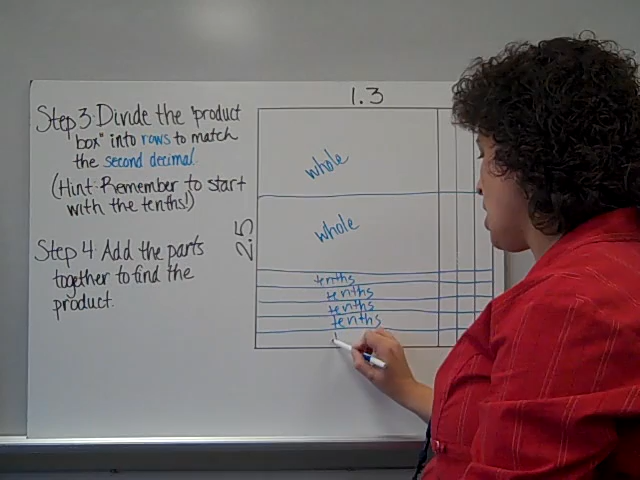 Step 3: Divide the "product
box" into rows to match
the second decimal.
(Hint: Remember to start
with the tenths!)
Step 4: Add the parts
together to find the
product.
1.3
2.5
whole
whole
tenths
tenths
tenths
tenths